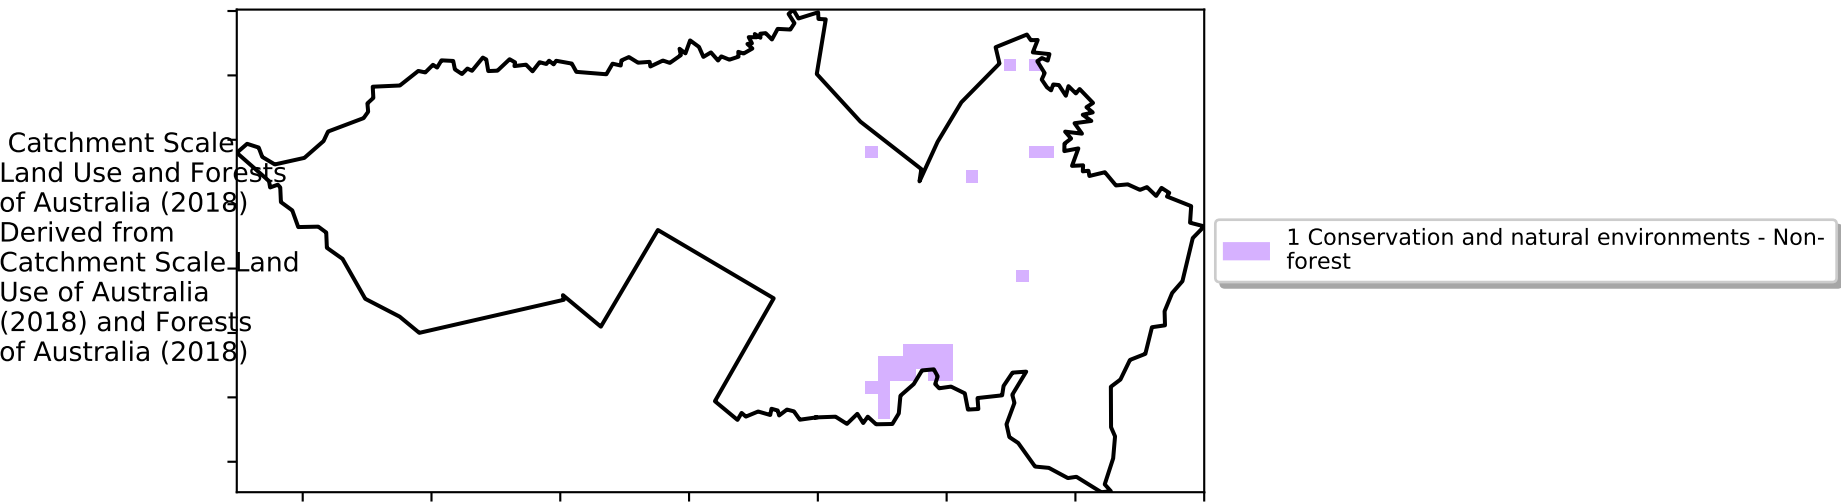 Catchment Scale
Land Use and Forests
of Australia (2018)
Derived from
Catchment Scale Land
Use of Australia
(2018) and Forests
of Australia (2018)
1 Conservation and natural environments - Non-
forest